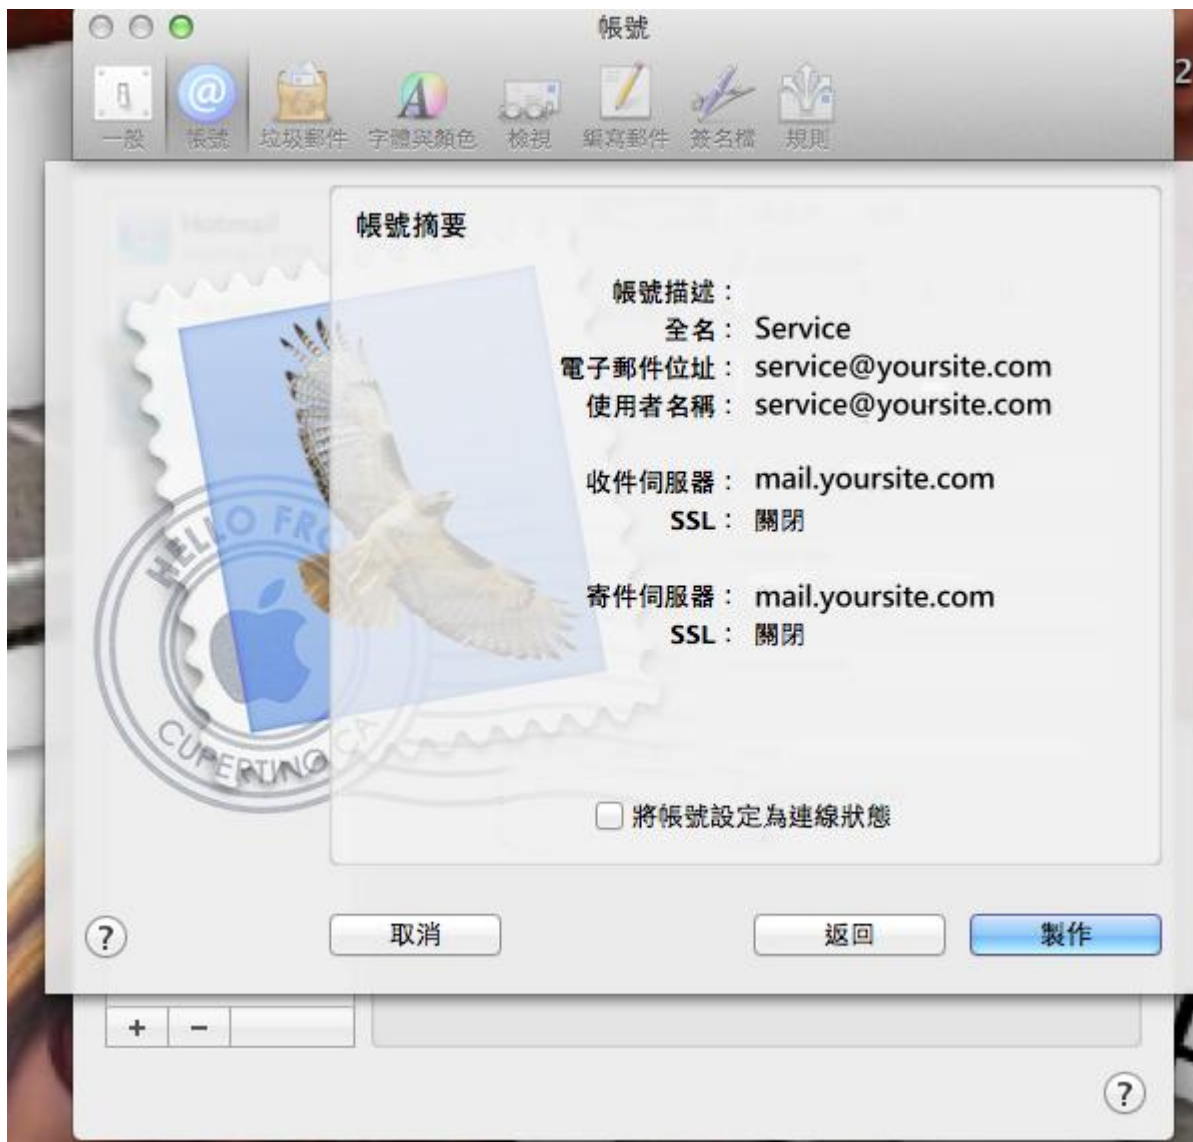 帳號
2
一般 帳號 垃圾郵件 字體與顏色 檢視 編寫郵件 簽名檔 規則
Hotmail
帳號摘要
帳號描述：
全名： Service
電子郵件位址： service@yoursite.com
使用者名稱： service@yoursite.com
收件伺服器： mail.yoursite.com
SSL： 關閉
寄件伺服器： mail.yoursite.com
SSL： 關閉
HELLO FRO
CUPERTINO CA
將帳號設定為連線狀態
? 取消 返回 製作
+ −
?